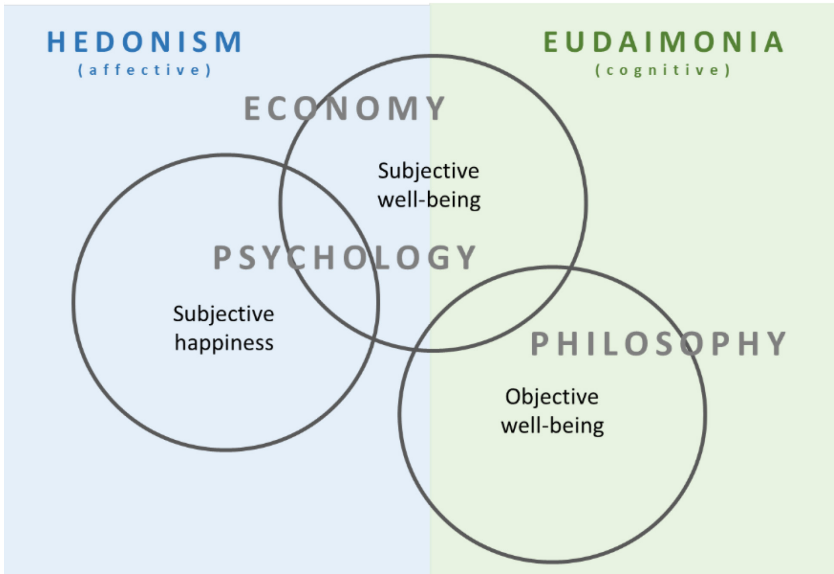 HEDONISM
(affective)
EUDAIMONIA
(cognitive)
ECONOMY
Subjective
well-being
PSYCHOLOGY
Subjective
happiness
PHILOSOPHY
Objective
well-being